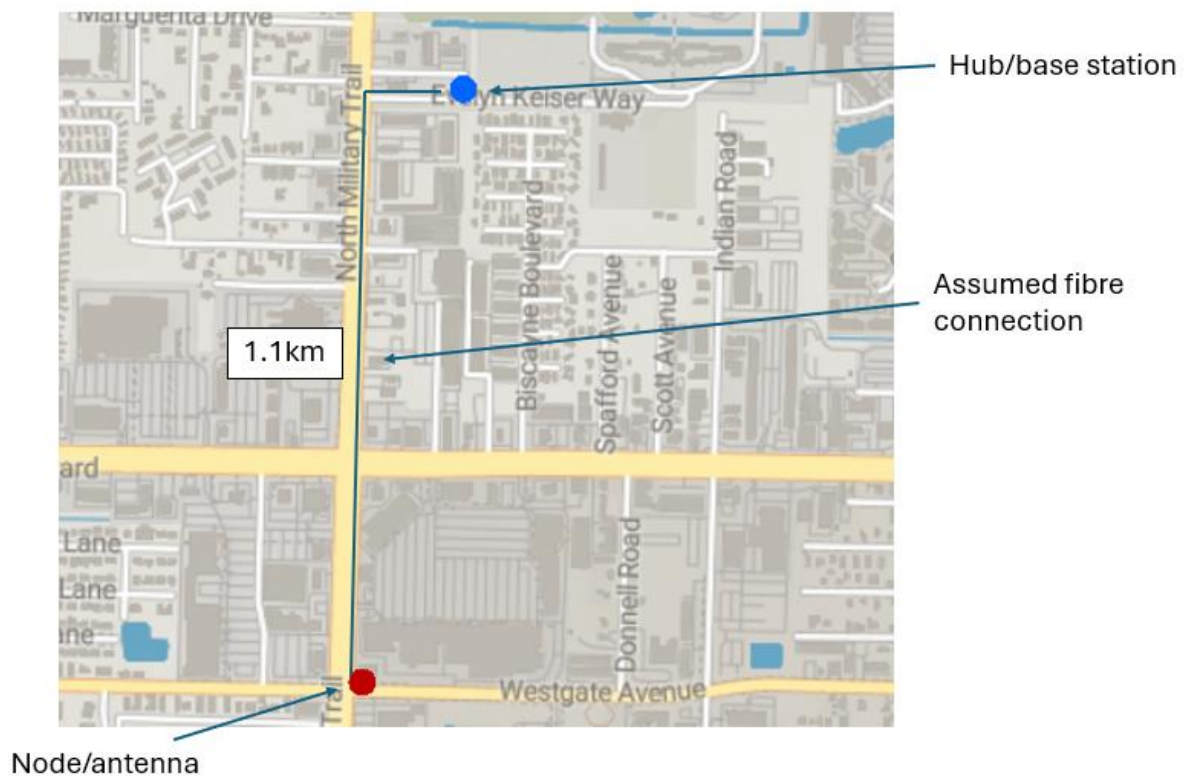 Marguerita Drive
Hub/base station
Evelyn Keiser Way
North Military Trail
Indian Road
Biscayne Boulevard
Spafford Avenue
Scott Avenue
Assumed fibre
connection
1.1km
ard
Lane
Lane
ane
Donnell Road
Westgate Avenue
Trail
Node/antenna